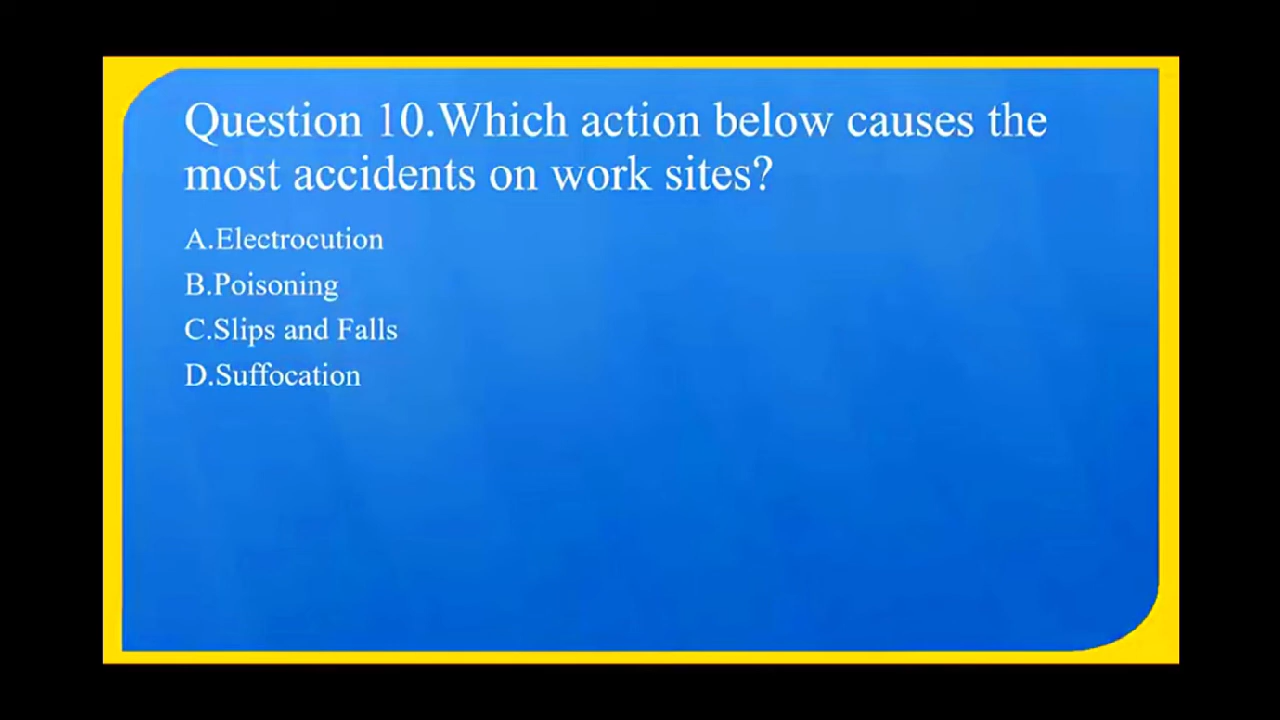 Question 10.Which action below causes the
most accidents on work sites?
A.Electrocution
B.Poisoning
C.Slips and Falls
D.Suffocation